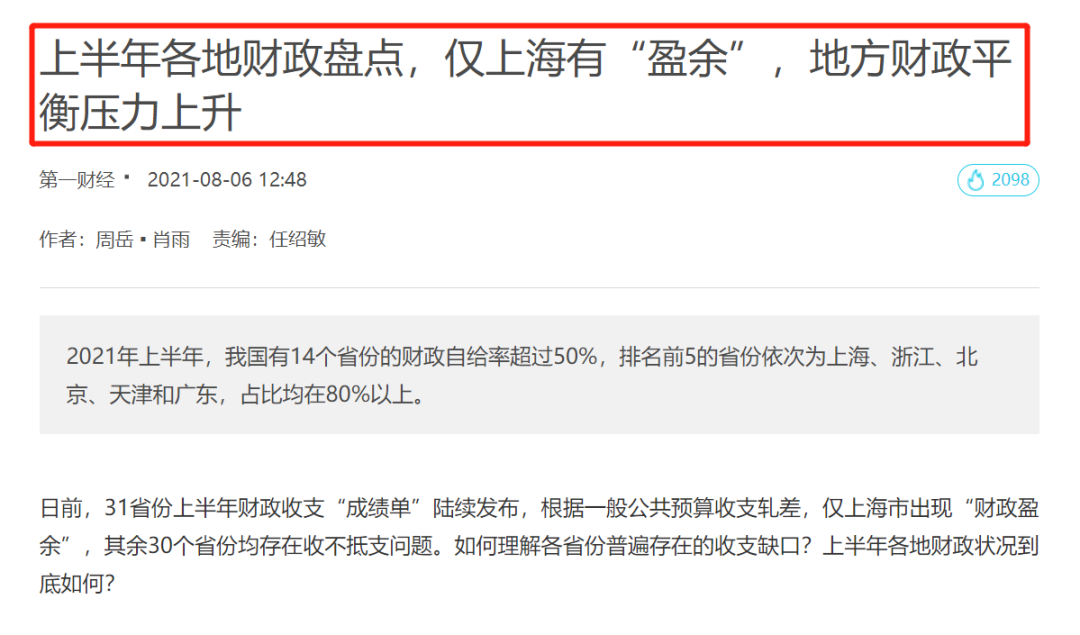 上半年各地财政盘点，仅上海有“盈余”，地方财政平
衡压力上升
第一财经 · 2021-08-06 12:48
2098
作者：周岳▪肖雨 责编：任绍敏
2021年上半年，我国有14个省份的财政自给率超过50%，排名前5的省份依次为上海、浙江、北
京、天津和广东，占比均在80%以上。
日前，31省份上半年财政收支“成绩单”陆续发布，根据一般公共预算收支轧差，仅上海市出现“财政盈
余”，其余30个省份均存在收不抵支问题。如何理解各省份普遍存在的收支缺口？上半年各地财政状况到
底如何？